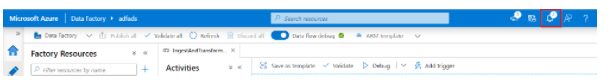 Microsoft Azure | Data Factory ▸ adfads
Search resources
Data Factory
Publish all
Validate all
Refresh
Discard all
Data flow debug
ARM template
Factory Resources
IngestAndTransform...
Filter resources by name
Activities
Save as template
Validate
Debug
Add trigger